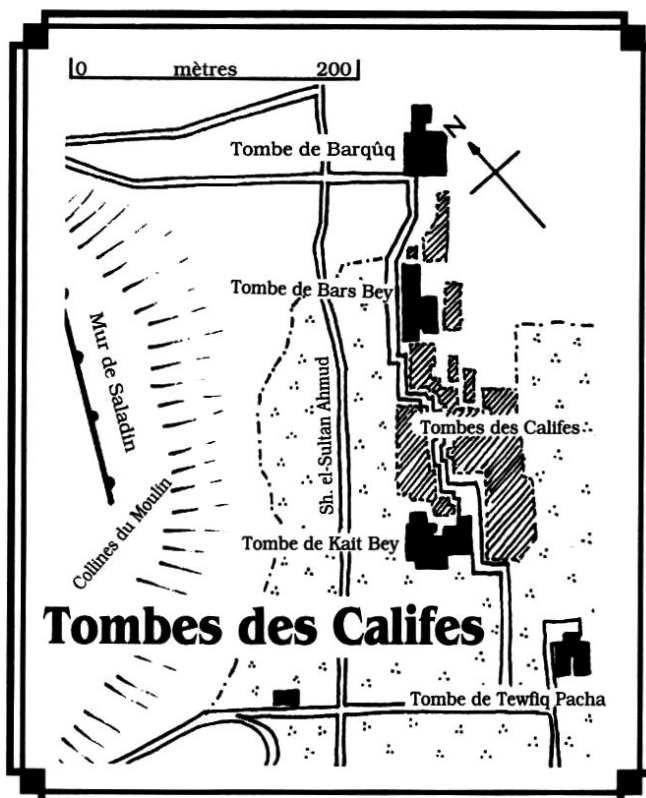 0 mètres 200
N
Tombe de Barqûq
Tombe de Bars Bey
Mur de Saladin
Sh. el-Sultan Ahmud
Tombes des Califes
Collines du Moulin
Tombe de Kait Bey
Tombes des Califes
Tombe de Tewfiq Pacha